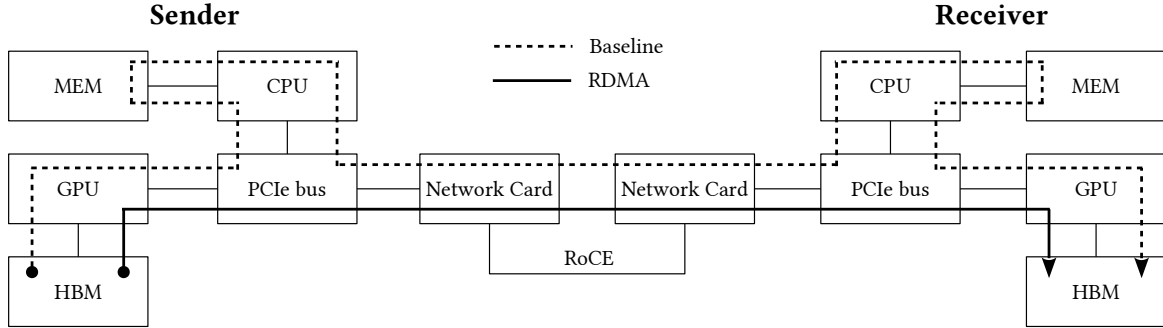 Sender
Receiver
Baseline
RDMA
MEM
CPU
CPU
MEM
GPU
PCIe bus
Network Card
Network Card
PCIe bus
GPU
RoCE
HBM
HBM